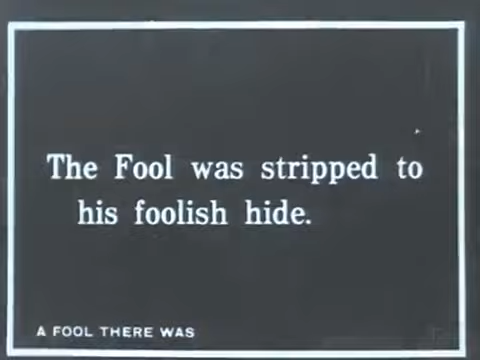 The Fool was stripped to
his foolish hide.
A FOOL THERE WAS